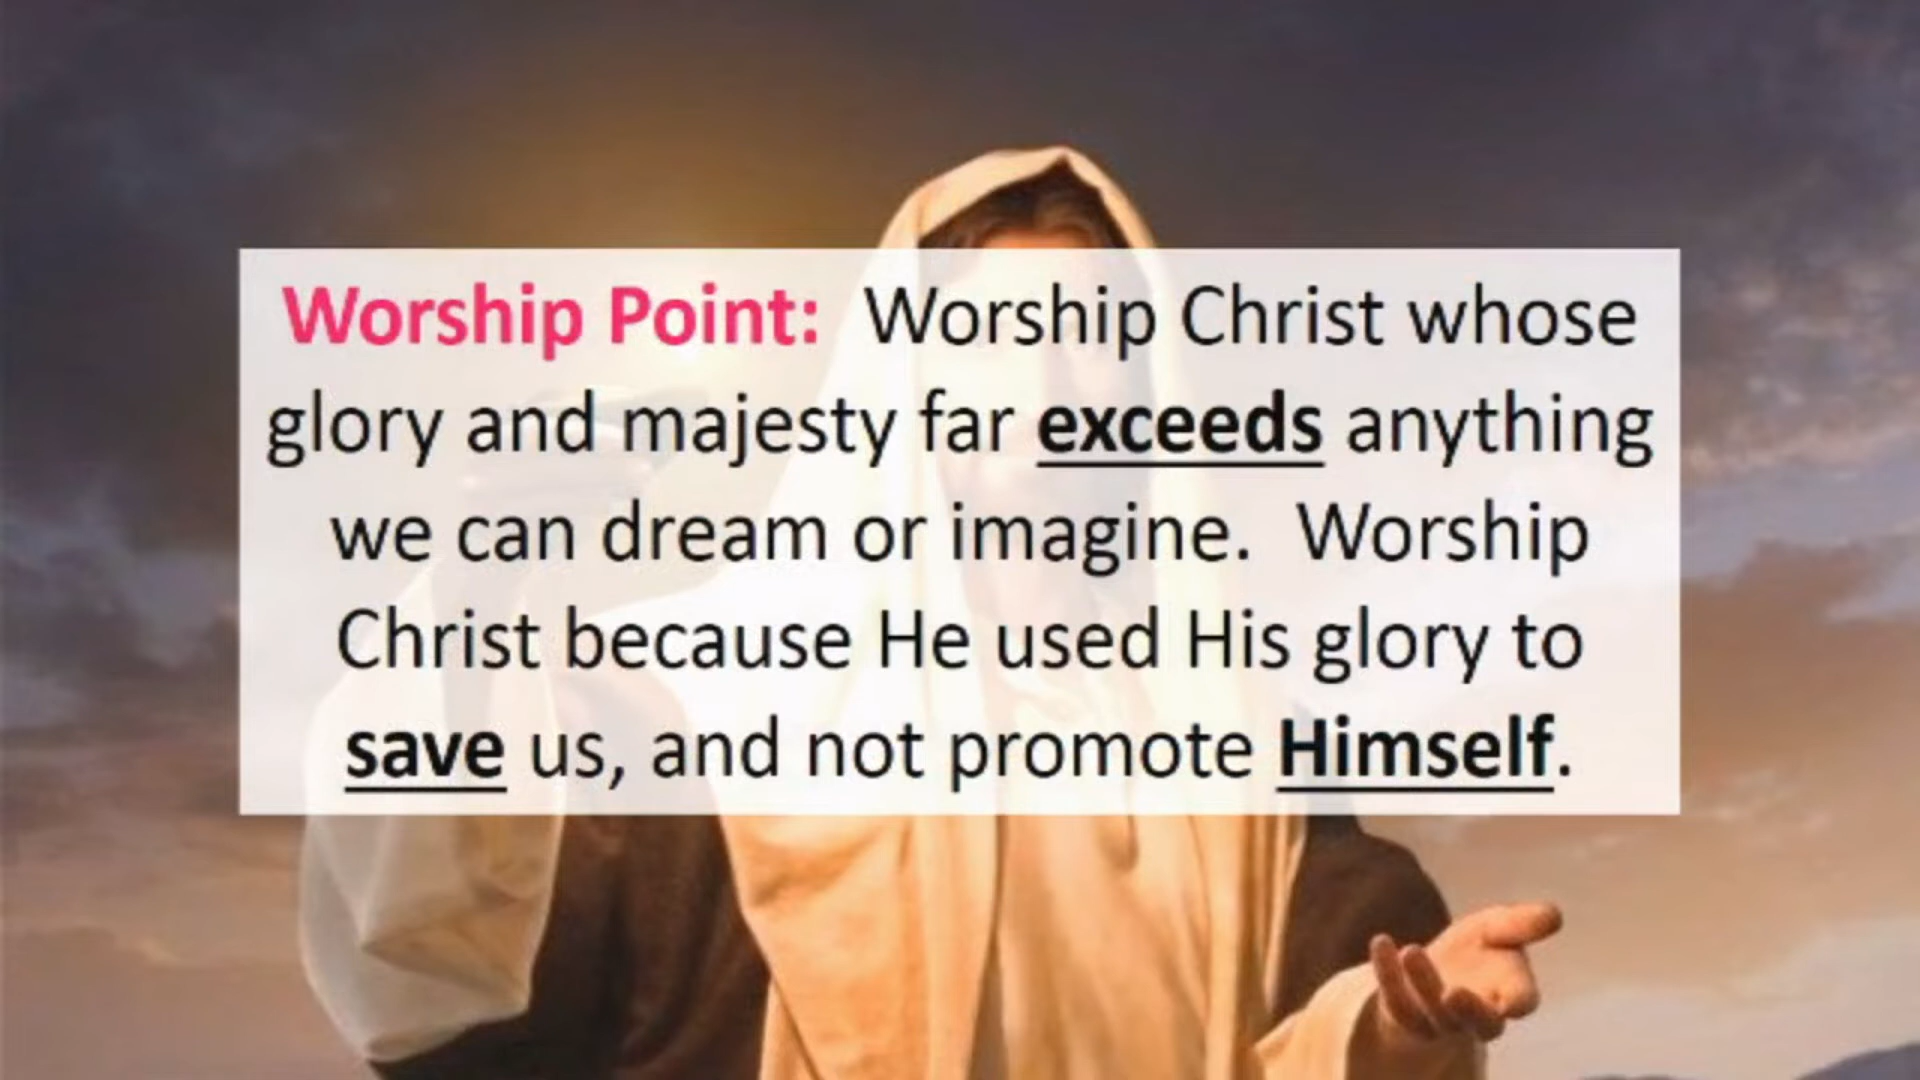 Worship Point: Worship Christ whose
glory and majesty far exceeds anything
we can dream or imagine. Worship
Christ because He used His glory to
save us, and not promote Himself.